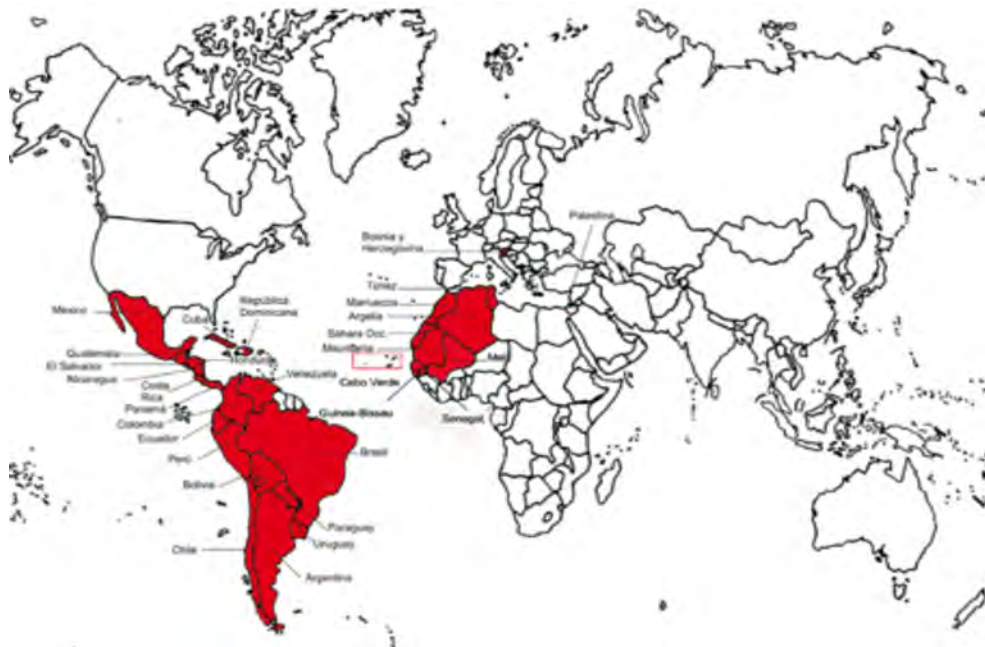 Palestina
Bosnia y
Herzegovina
Túnez
Marruecos
Argelia
Sáhara Occ.
Mauritania
Mali
Cabo Verde
Guinea-Bissau
Senegal
México
Cuba
República
Dominicana
Guatemala
Honduras
El Salvador
Nicaragua
Venezuela
Costa
Rica
Panamá
Colombia
Ecuador
Perú
Brasil
Bolivia
Paraguay
Uruguay
Chile
Argentina